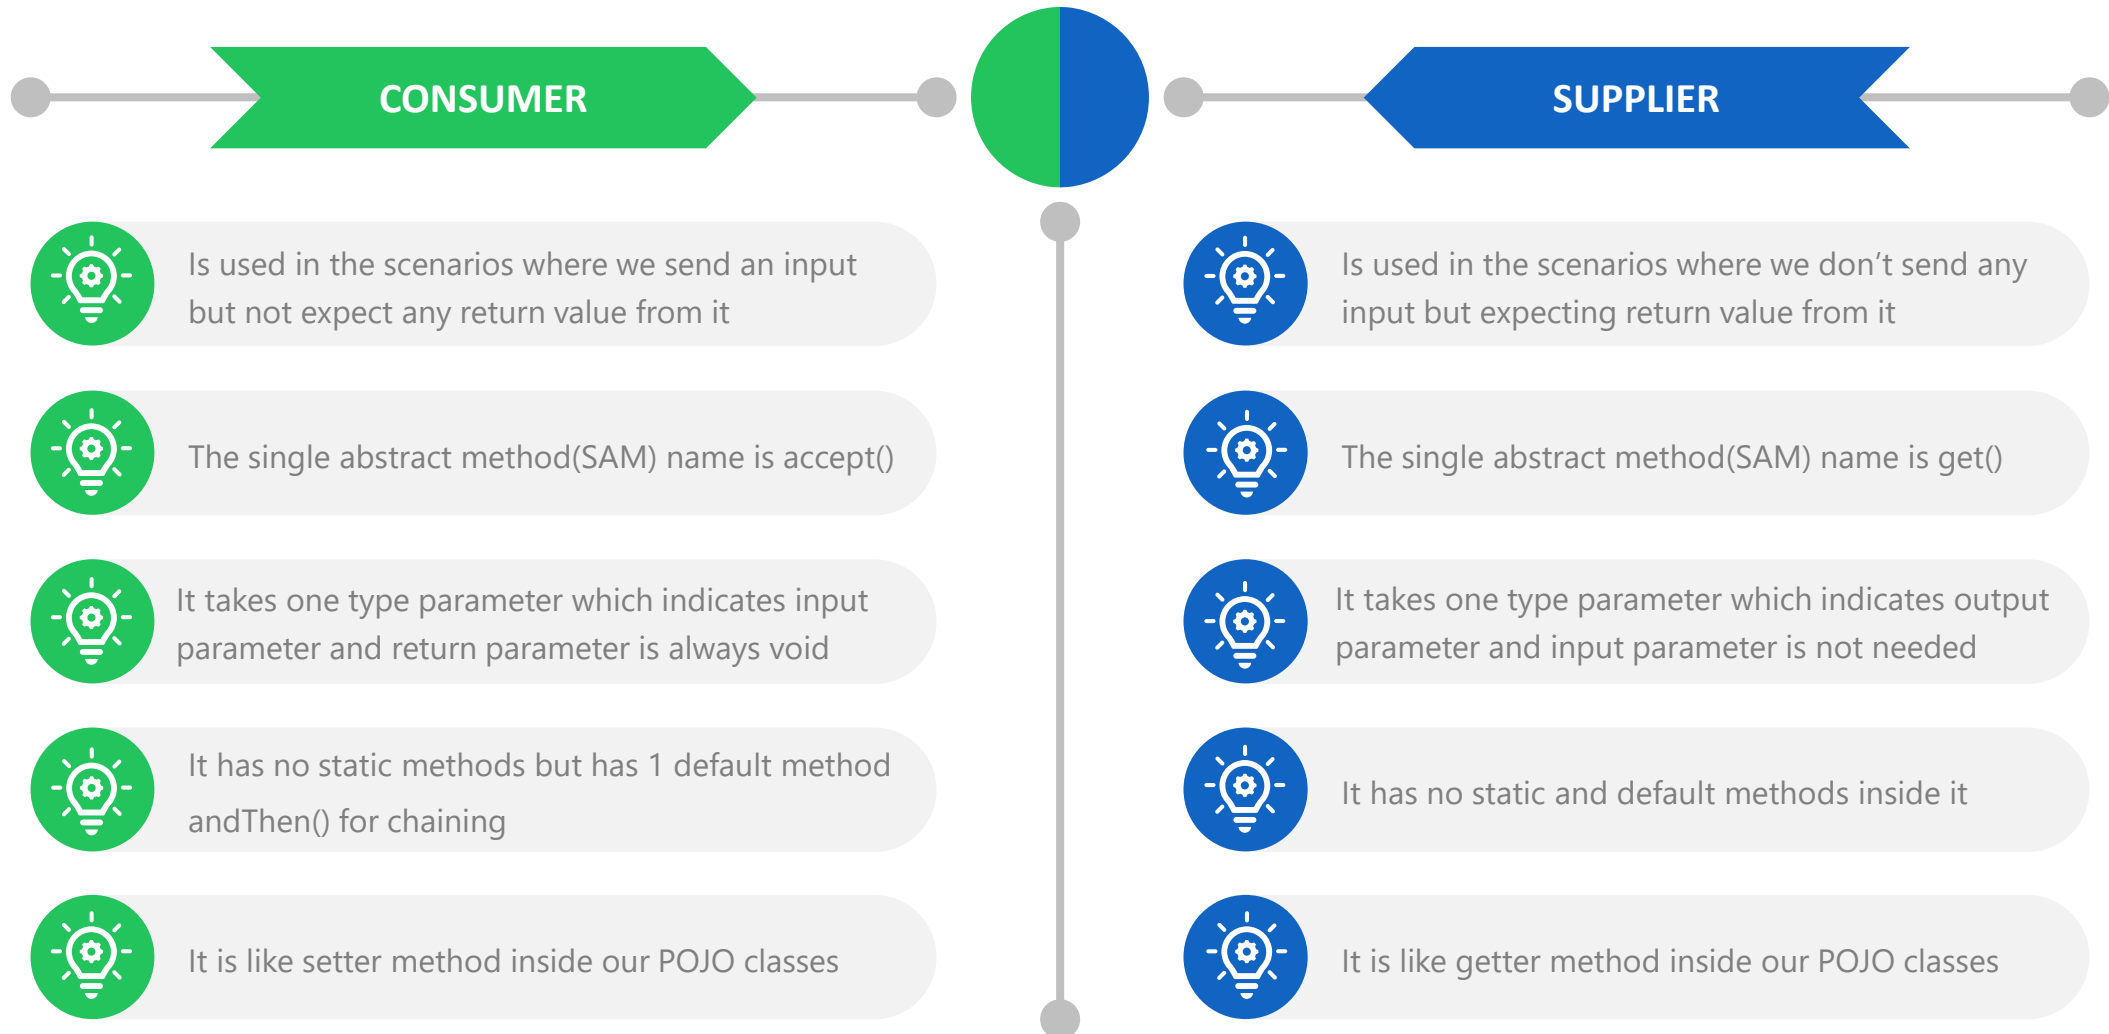 CONSUMER
Is used in the scenarios where we send an input
but not expect any return value from it
The single abstract method(SAM) name is accept()
It takes one type parameter which indicates input
parameter and return parameter is always void
It has no static methods but has 1 default method
andThen() for chaining
It is like setter method inside our POJO classes
SUPPLIER
Is used in the scenarios where we don’t send any
input but expecting return value from it
The single abstract method(SAM) name is get()
It takes one type parameter which indicates output
parameter and input parameter is not needed
It has no static and default methods inside it
It is like getter method inside our POJO classes